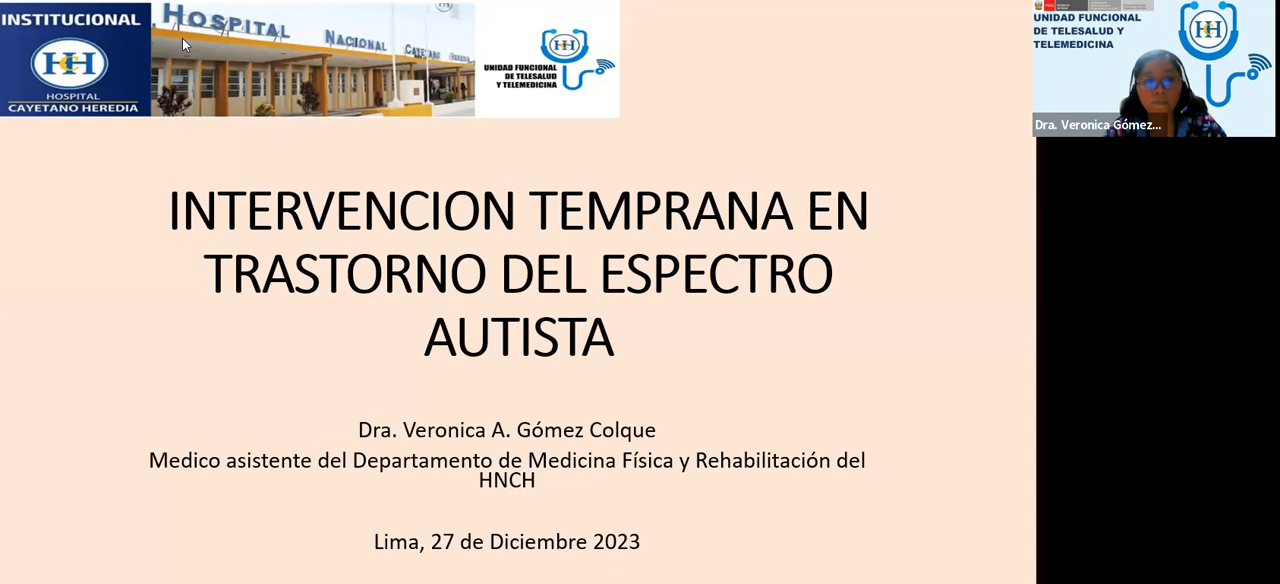 INSTITUCIONAL
HOSPITAL
CAYETANO HEREDIA
HOSPITAL
NACIONAL
CAYETANO HEREDIA
UNIDAD FUNCIONAL
DE TELESALUD
Y TELEMEDICINA
UNIDAD FUNCIONAL
DE TELESALUD Y
TELEMEDICINA
Dra. Veronica Gómez...
INTERVENCION TEMPRANA EN
TRASTORNO DEL ESPECTRO
AUTISTA
Dra. Veronica A. Gómez Colque
Medico asistente del Departamento de Medicina Física y Rehabilitación del
HNCH
Lima, 27 de Diciembre 2023